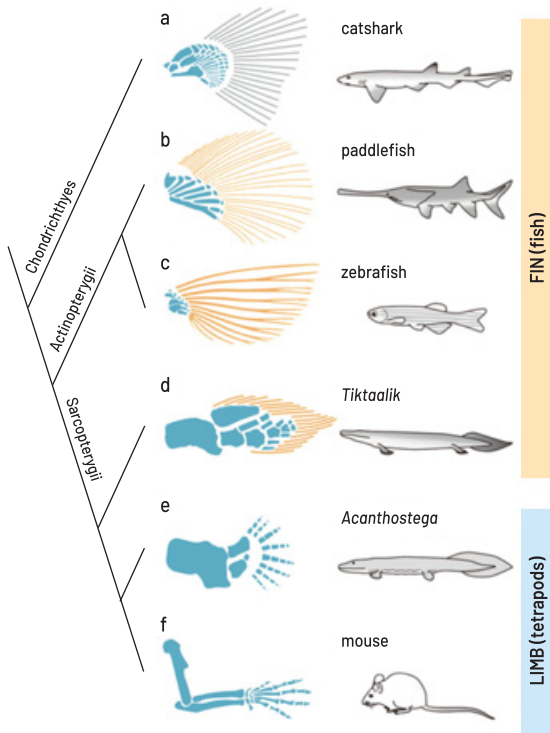 a
catshark
b
paddlefish
c
zebrafish
d
Tiktaalik
e
Acanthostega
f
mouse
Chondrichthyes
Actinopterygii
Sarcopterygii
FIN (fish)
LIMB (tetrapods)